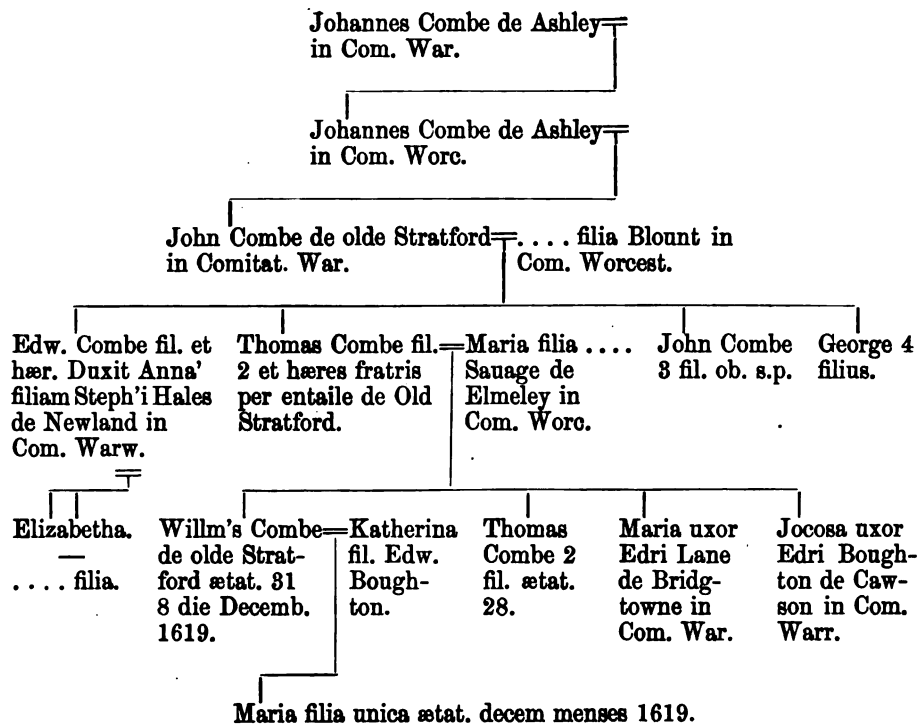 Johannes Combe de Ashley
in Com. War.
Johannes Combe de Ashley
in Com. Worc.
John Combe de olde Stratford
in Comitat. War.
. . . . filia Blount in
Com. Worcest.
Edw. Combe fil. et
hær. Duxit Anna'
filiam Steph'i Hales
de Newland in
Com. Warw.
Thomas Combe fil.
2 et hæres fratris
per entaile de Old
Stratford.
Maria filia . . . .
Sauage de
Elmeley in
Com. Worc.
John Combe
3 fil. ob. s.p.
George 4
filius.
Elizabetha.
—
. . . . filia.
Willm's Combe
de olde Strat-
ford ætat. 31
8 die Decemb.
1619.
Katherina
fil. Edw.
Bough-
ton.
Thomas
Combe 2
fil. ætat.
28.
Maria uxor
Edri Lane
de Bridg-
towne in
Com. War.
Jocosa uxor
Edri Bough-
ton de Caw-
son in Com.
Warr.
Maria filia unica ætat. decem menses 1619.